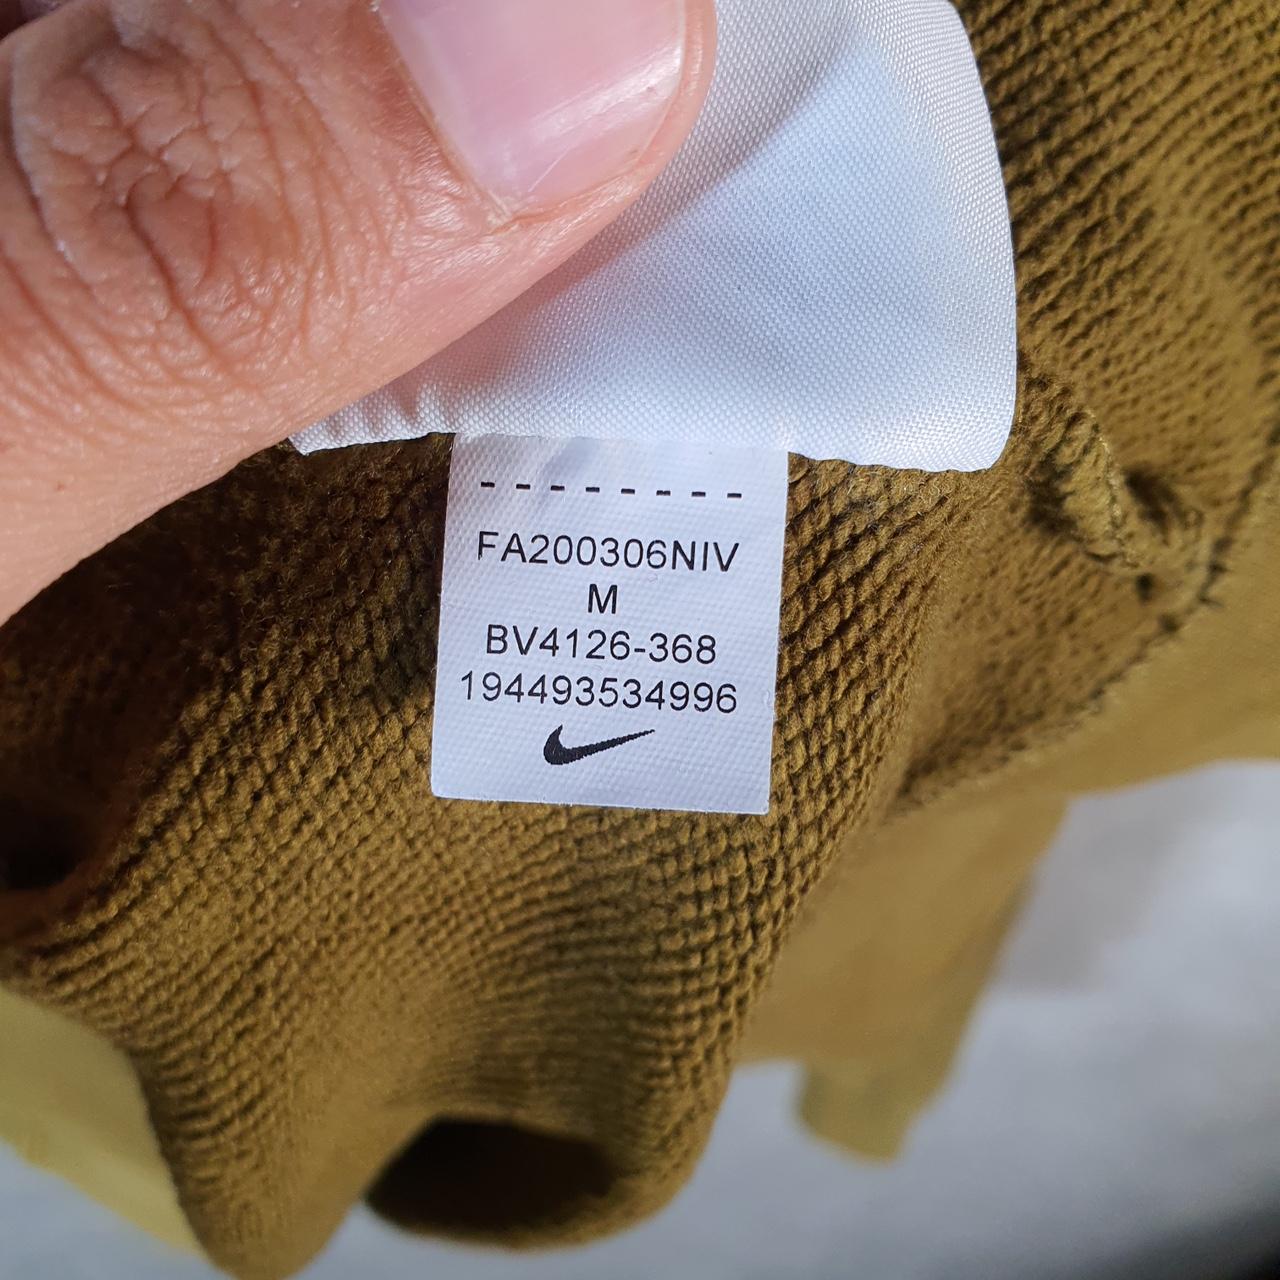 --------
FA200306NIV
M
BV4126-368
194493534996